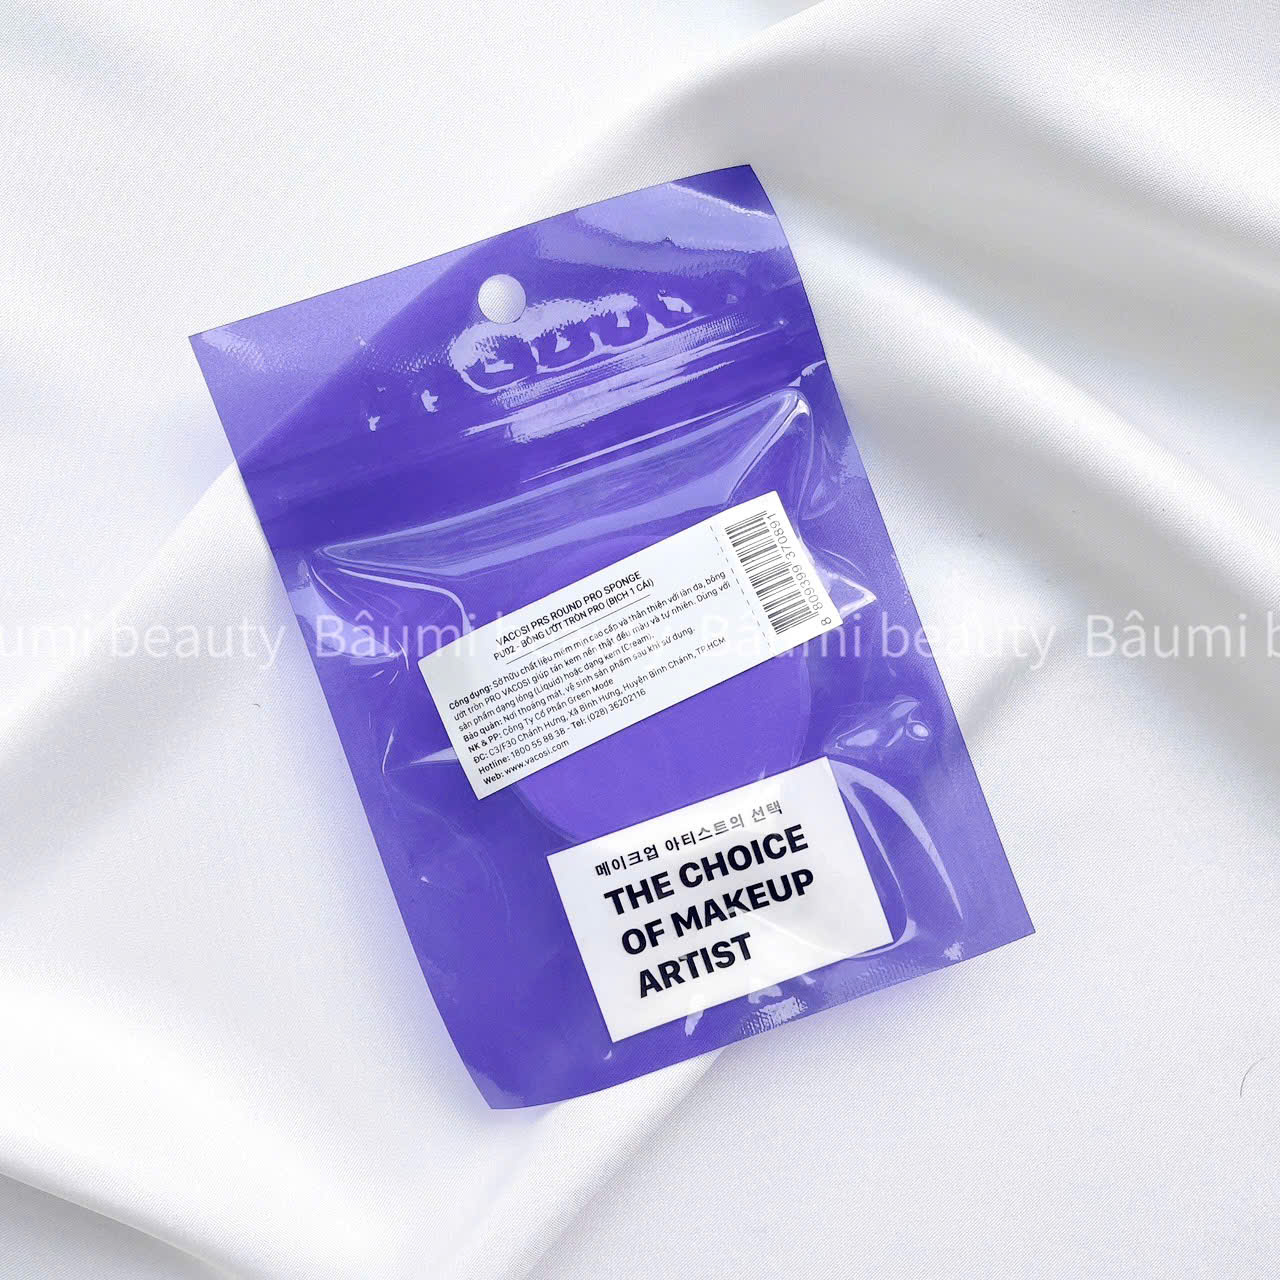 VACOSI PRS ROUND PRO SPONGE
PU02 - BÔNG ƯỚT TRÒN PRO (BỊCH 1 CÁI)
Công dụng: Sở hữu chất liệu mềm mịn cao cấp và thân thiện với làn da, bông
ướt tròn PRO VACOSI giúp tán kem nền thật đều, màu và tự nhiên. Dùng với
sản phẩm dạng lỏng (Liquid) hoặc dạng kem (Cream).
Bảo quản: Nơi thoáng mát, vệ sinh sản phẩm sau khi sử dụng.
NK & PP: Công Ty Cổ Phần Green Mode
ĐC: C3/F30 Chánh Hưng, Xã Bình Hưng, Huyện Bình Chánh, TP.HCM
Hotline: 1800 55 88 38 - Tel: (028) 36202116
Web: www.vacosi.com
8 809399 370891
메이크업 아티스트의 선택
THE CHOICE
OF MAKEUP
ARTIST
Bâumi beauty Bâumi beauty Bâumi